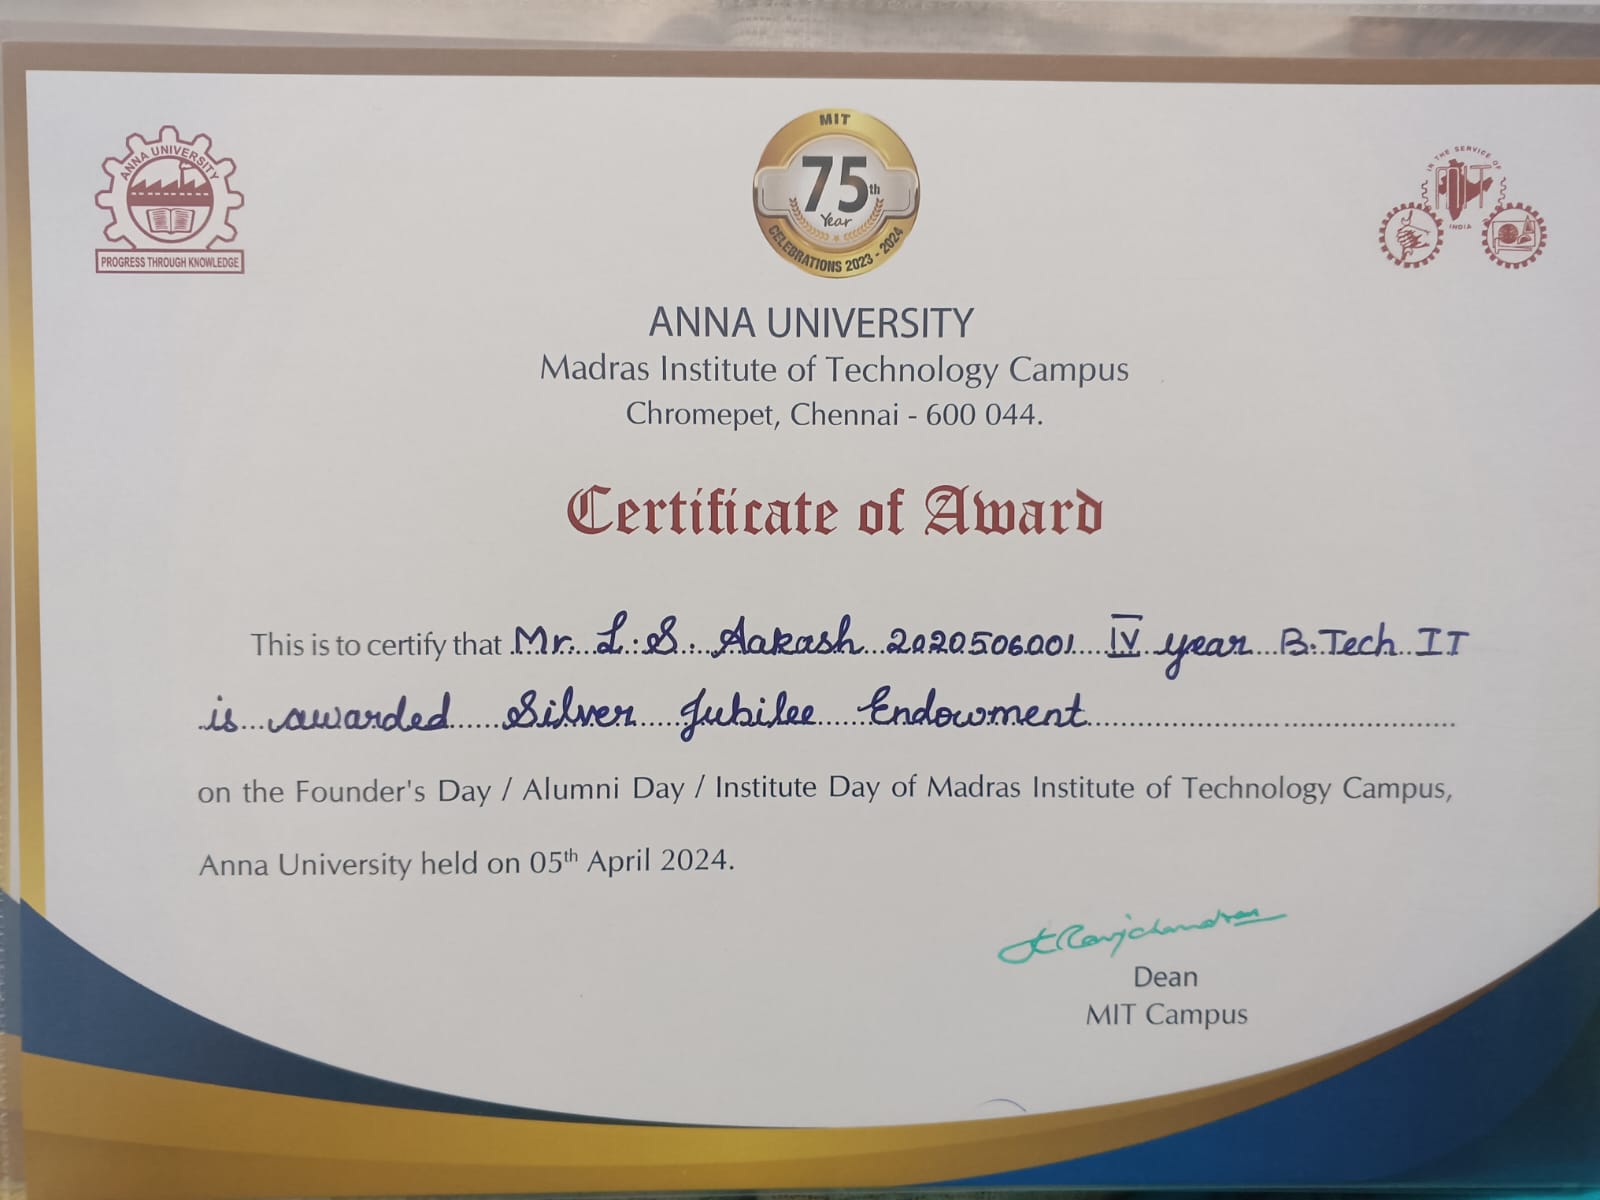 ANNA UNIVERSITY
PROGRESS THROUGH KNOWLEDGE
MIT
75th
Year
CELEBRATIONS 2023 - 2024
IN THE SERVICE OF
MIT
INDIA
ANNA UNIVERSITY
Madras Institute of Technology Campus
Chromepet, Chennai - 600 044.
Certificate of Award
This is to certify that Mr. L. S. Aakash 2020506001 IV year B.Tech IT
is awarded Silver Jubilee Endowment
on the Founder's Day / Alumni Day / Institute Day of Madras Institute of Technology Campus,
Anna University held on 05th April 2024.
Dean
MIT Campus